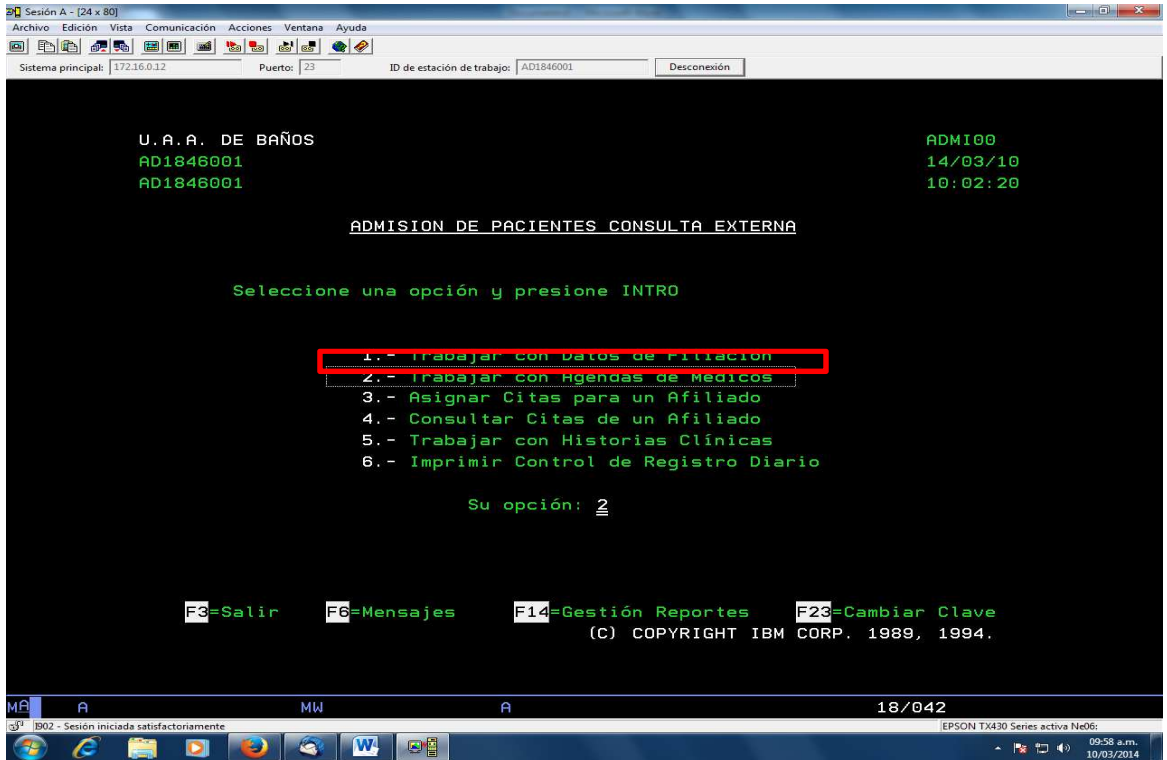 Sesión A - [24 x 80]
Archivo Edición Vista Comunicación Acciones Ventana Ayuda
Sistema principal: 172.16.0.12 Puerto: 23 ID de estación de trabajo: AD1846001 Desconexión
U.A.A. DE BAÑOS ADMI00
AD1846001 14/03/10
AD1846001 10:02:20
ADMISION DE PACIENTES CONSULTA EXTERNA
Seleccione una opción y presione INTRO
1.- Trabajar con Datos de Filiación
2.- Trabajar con Agendas de Médicos
3.- Asignar Citas para un Afiliado
4.- Consultar Citas de un Afiliado
5.- Trabajar con Historias Clínicas
6.- Imprimir Control de Registro Diario
Su opción: 2
F3=Salir F6=Mensajes F14=Gestión Reportes F23=Cambiar Clave
(C) COPYRIGHT IBM CORP. 1989, 1994.
MA A MW A 18/042
I902 - Sesión iniciada satisfactoriamente EPSON TX430 Series activa Ne06:
09:58 a.m.
10/03/2014